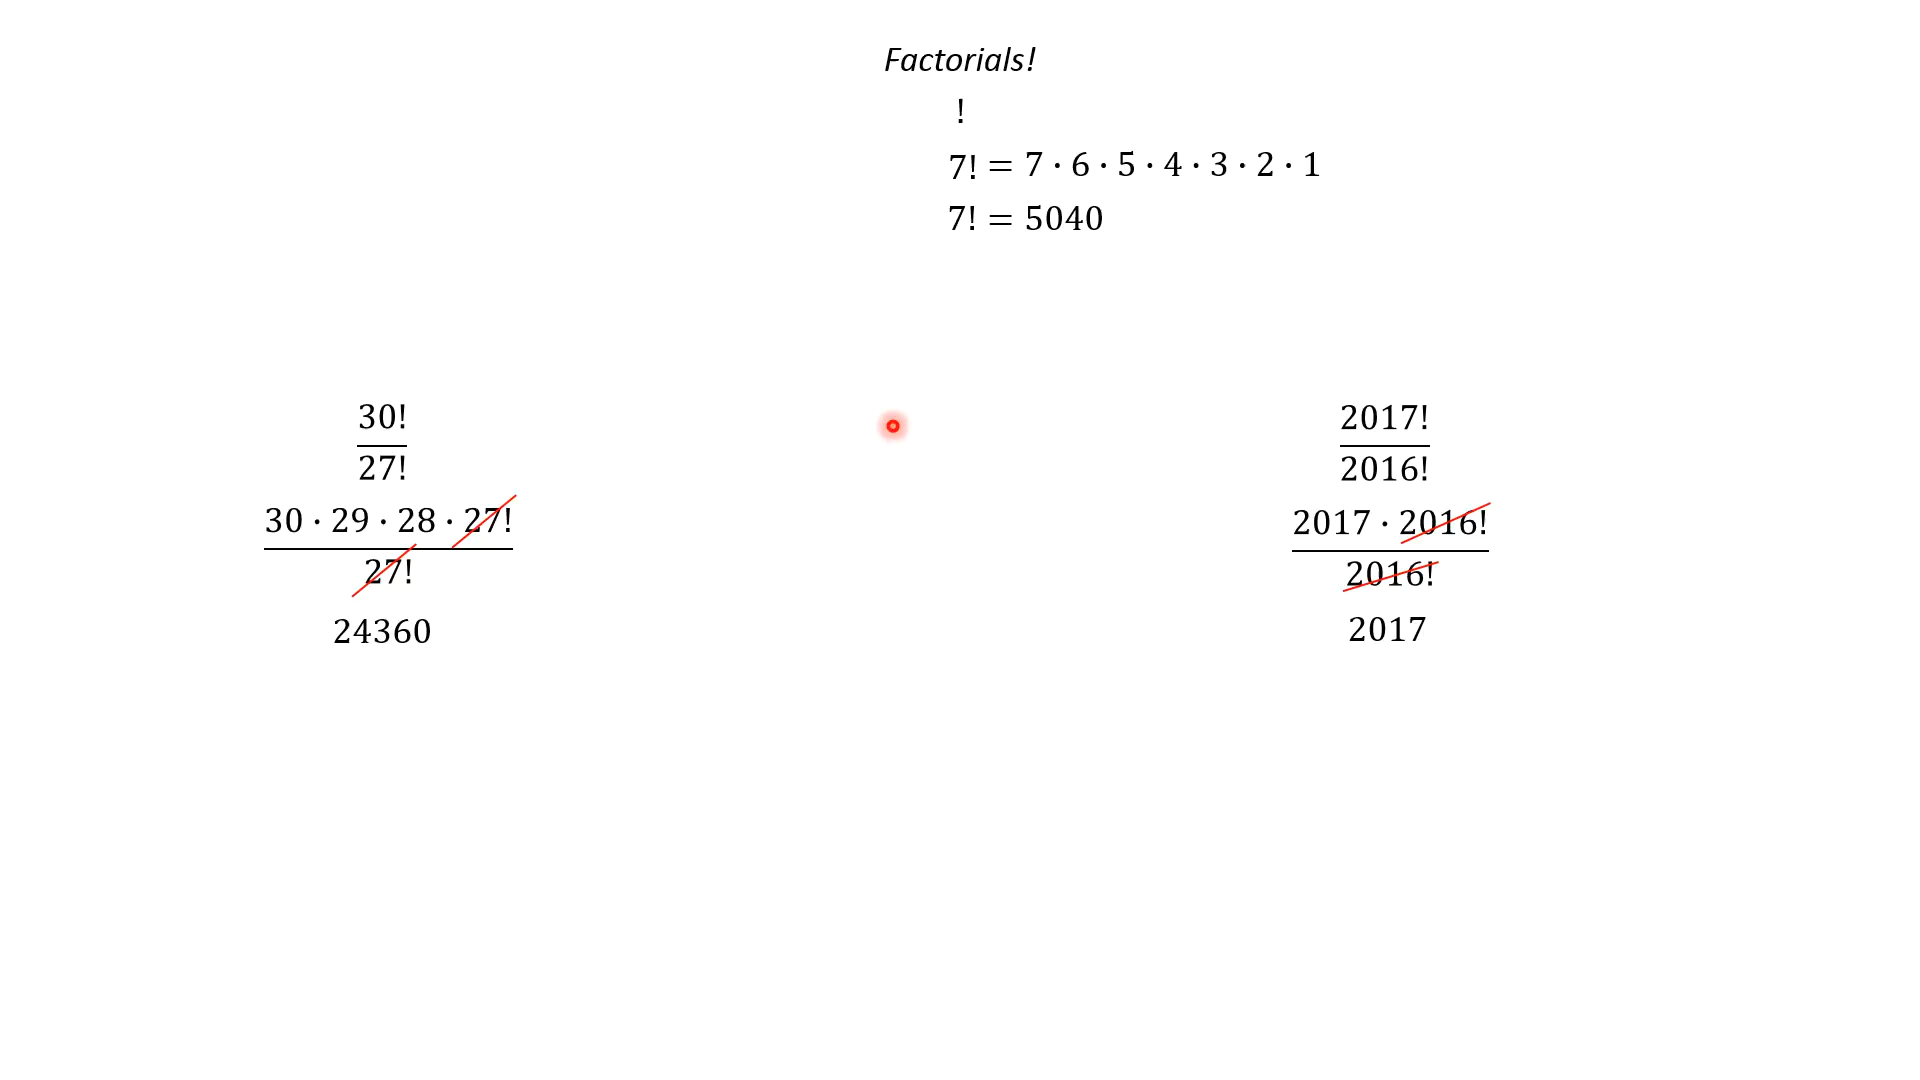 Factorials!
!
7! = 7 · 6 · 5 · 4 · 3 · 2 · 1
7! = 5040
30!
27!
30 · 29 · 28 · 27!
27!
24360
2017!
2016!
2017 · 2016!
2016!
2017